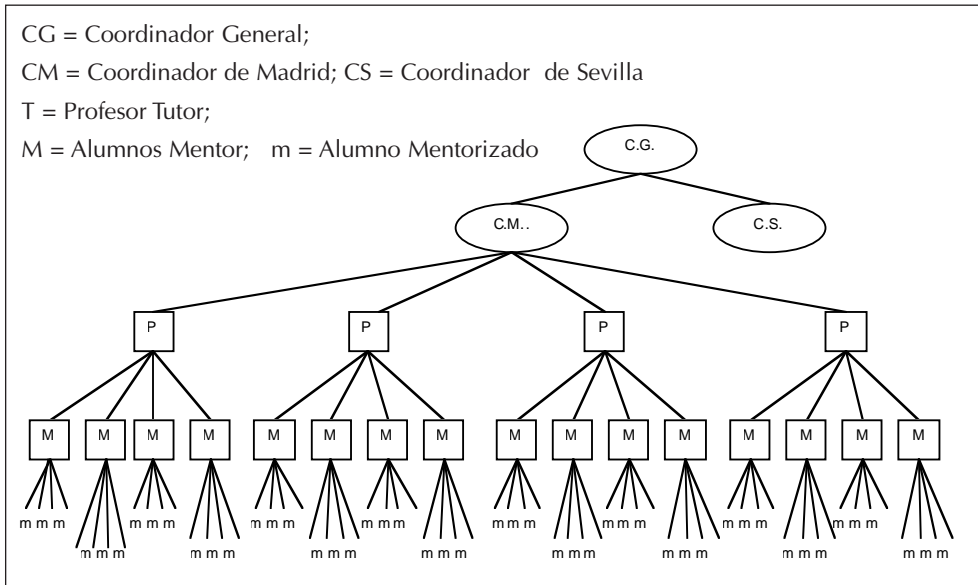 CG = Coordinador General;
CM = Coordinador de Madrid; CS = Coordinador de Sevilla
T = Profesor Tutor;
M = Alumnos Mentor; m = Alumno Mentorizado
C.G.
C.M..
C.S.
P P P P
M M M M M M M M M M M M M M M M
m m m m m m m m m m m m m m m m m m m m m m m m
m m m m m m m m m m m m m m m m m m m m m m m m